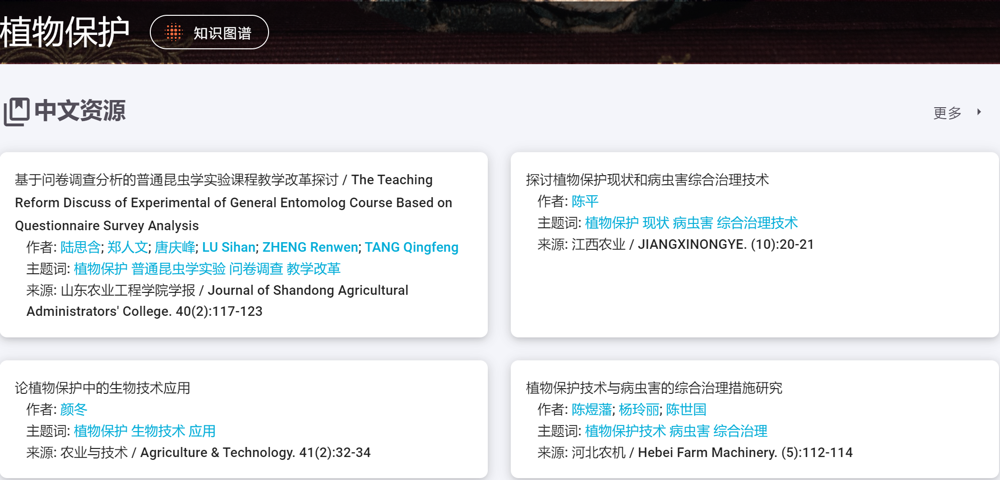 植物保护
知识图谱
中文资源
更多
基于问卷调查分析的普通昆虫学实验课程教学改革探讨 / The Teaching
Reform Discuss of Experimental of General Entomolog Course Based on
Questionnaire Survey Analysis
作者: 陆思含; 郑人文; 唐庆峰; LU Sihan; ZHENG Renwen; TANG Qingfeng
主题词: 植物保护 普通昆虫学实验 问卷调查 教学改革
来源: 山东农业工程学院学报 / Journal of Shandong Agricultural
Administrators' College. 40(2):117-123
探讨植物保护现状和病虫害综合治理技术
作者: 陈平
主题词: 植物保护 现状 病虫害 综合治理技术
来源: 江西农业 / JIANGXINONGYE. (10):20-21
论植物保护中的生物技术应用
作者: 颜冬
主题词: 植物保护 生物技术 应用
来源: 农业与技术 / Agriculture & Technology. 41(2):32-34
植物保护技术与病虫害的综合治理措施研究
作者: 陈煜藩; 杨玲丽; 陈世国
主题词: 植物保护技术 病虫害 综合治理
来源: 河北农机 / Hebei Farm Machinery. (5):112-114